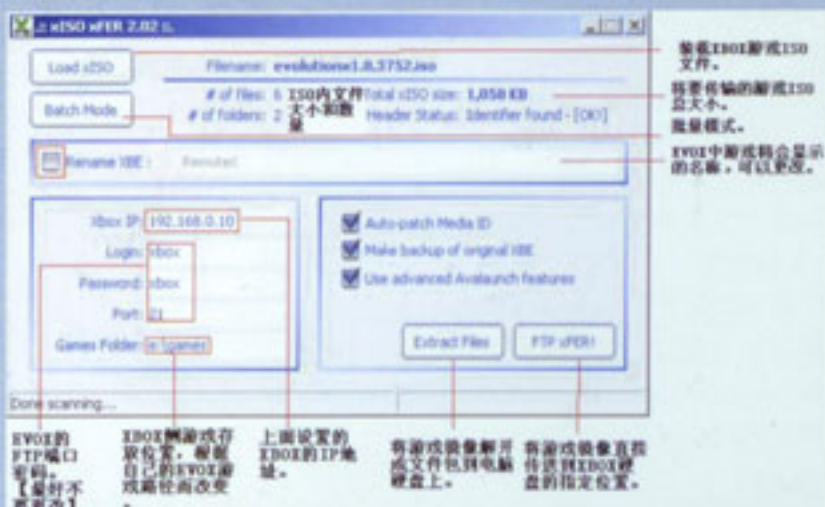 .:: xISO xFER 2.02 ::.
Load xISO
Filename: evolutionx1.8.3752.iso
装载XBOX游戏ISO
文件。
# of files: 6
ISO内文件
大小和数
量
Total xISO size: 1,058 KB
将要传输的游戏ISO
总大小。
Batch Mode
# of folders: 2
Header Status: Identifier found - [OK!]
批量模式。
Rename XBE :
EVOX中游戏将会显示
的名称，可以更改。
Xbox IP: 192.168.0.10
Login: xbox
Password: xbox
Port: 21
Games Folder: e:\games
Auto-patch Media ID
Make backup of original XBE
Use advanced Avalaunch features
Extract Files
FTP xFER!
Done scanning...
EVOX的
FTP端口
密码。
【最好不
要更改】
XBOX侧游戏存
放位置，根据
自己的EVOX游
戏路径而改变
。
上面设置的
XBOX的IP地
址。
将游戏镜像解开
成文件包到电脑
硬盘上。
将游戏镜像直接
传送到XBOX硬
盘的指定位置。